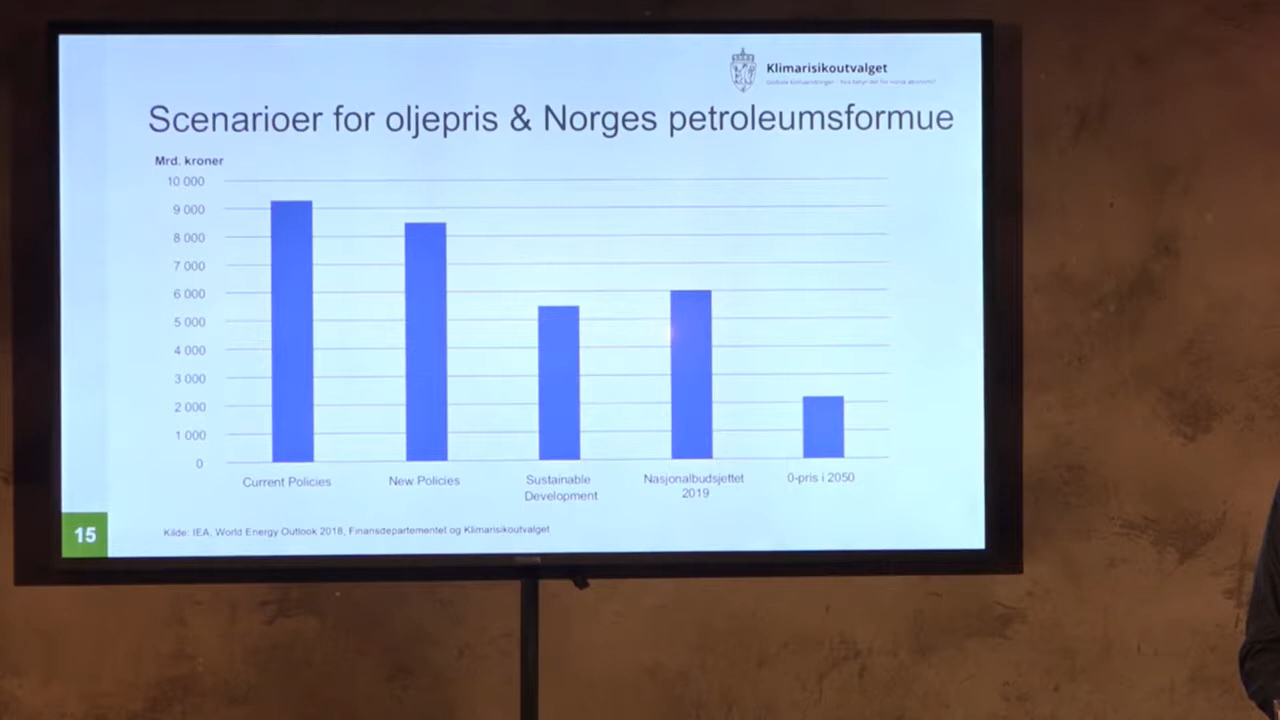 Klimarisikoutvalget
Scenarioer for oljepris & Norges petroleumsformue
Mrd. kroner
10 000
9 000
8 000
7 000
6 000
5 000
4 000
3 000
2 000
1 000
0
Current Policies
New Policies
Sustainable
Development
Nasjonalbudsjettet
2019
0-pris i 2050
Kilde: IEA, World Energy Outlook 2018, Finansdepartementet og Klimarisikoutvalget
15